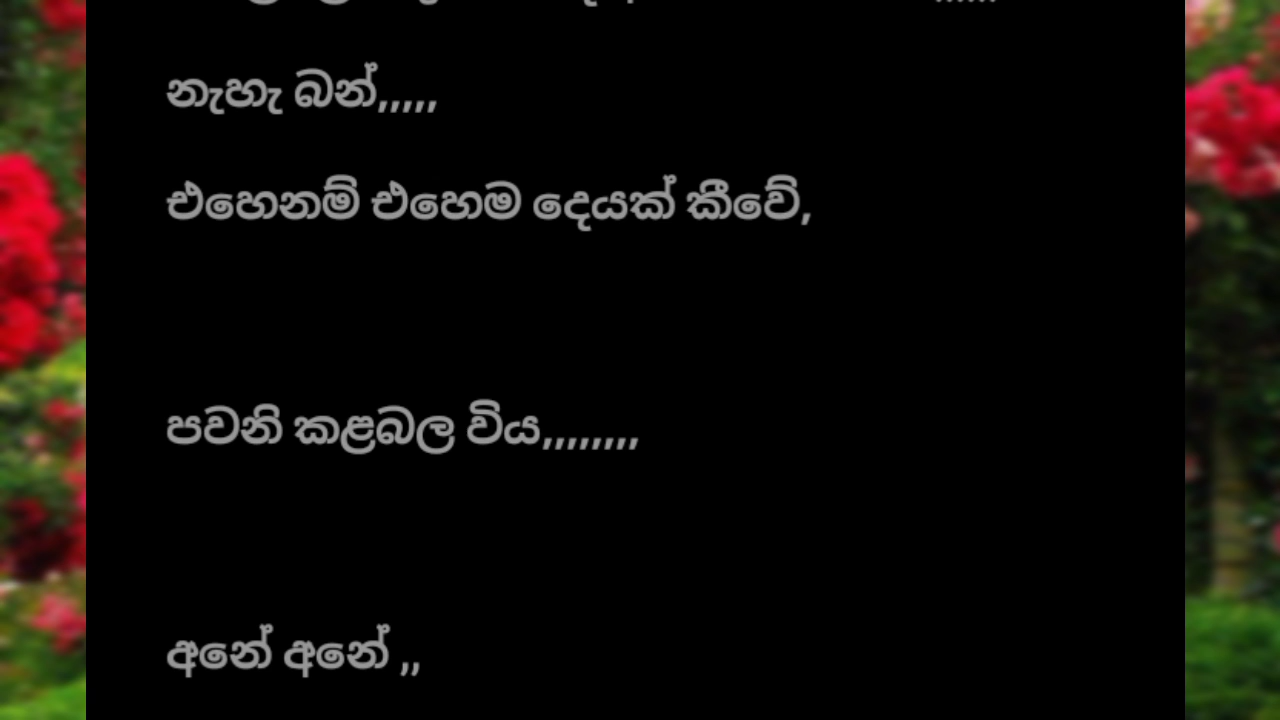 නැහැ බන්,,,,,
එහෙනම් එහෙම දෙයක් කීවේ,
පවනි කළබල විය,,,,,,,,
අනේ අනේ ,,